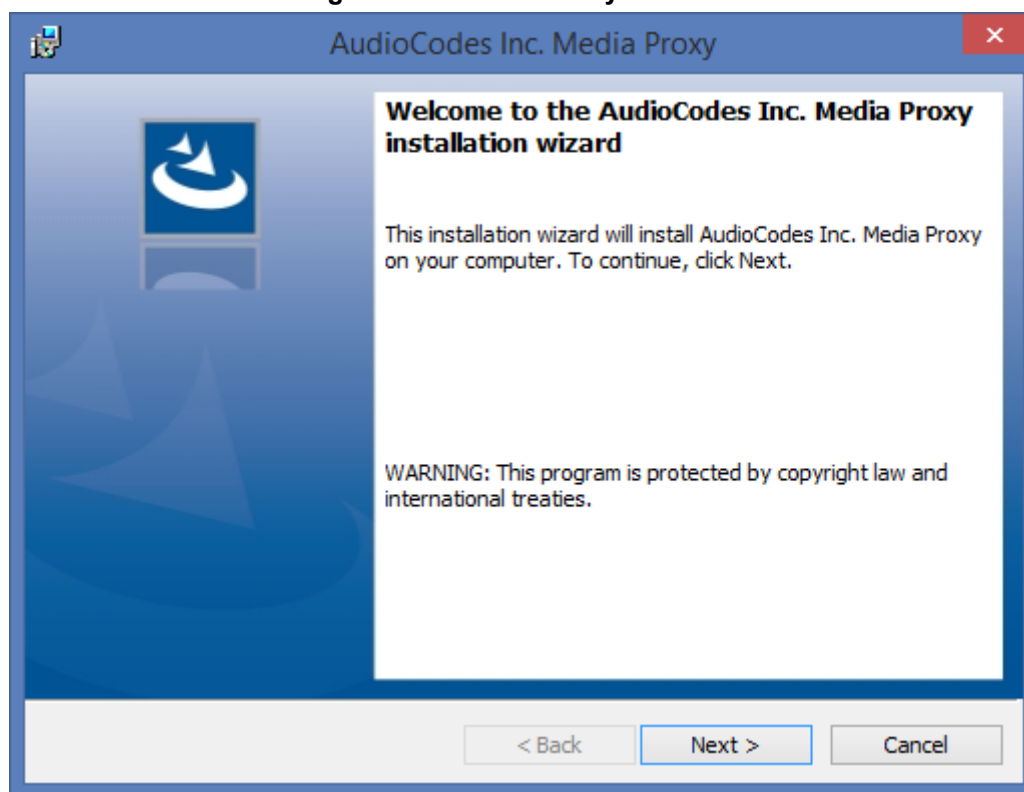 AudioCodes Inc. Media Proxy
Welcome to the AudioCodes Inc. Media Proxy
installation wizard
This installation wizard will install AudioCodes Inc. Media Proxy
on your computer. To continue, click Next.
WARNING: This program is protected by copyright law and
international treaties.
< Back
Next >
Cancel